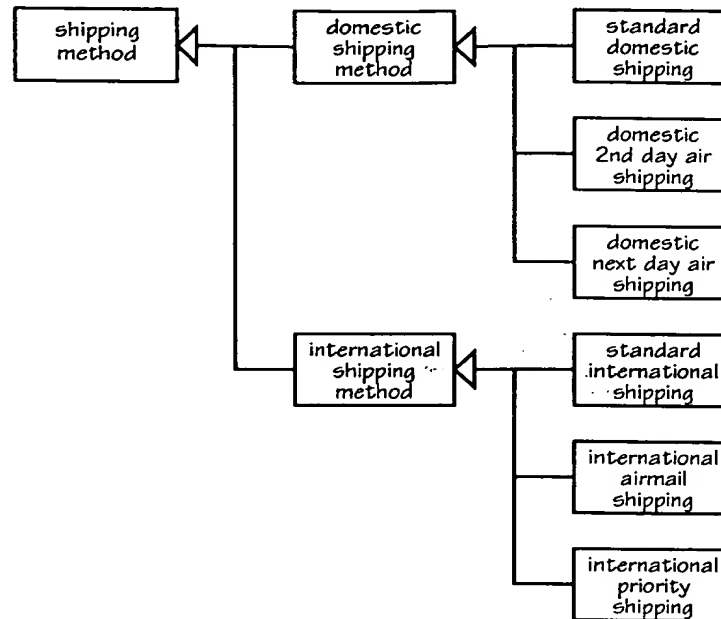 shipping
method
domestic
shipping
method
standard
domestic
shipping
domestic
2nd day air
shipping
domestic
next day air
shipping
international
shipping
method
standard
international
shipping
international
airmail
shipping
international
priority
shipping